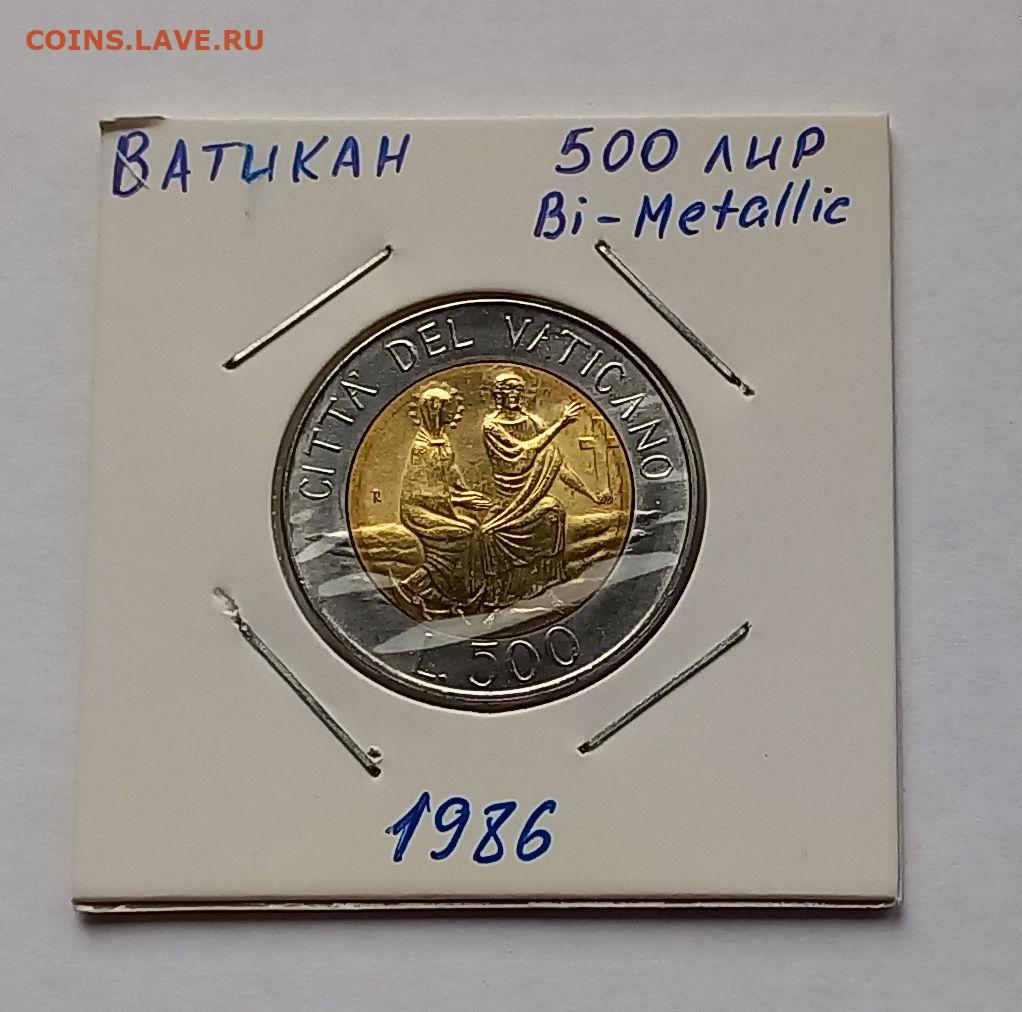 COINS.LAVE.RU
ВАТИКАН 500 ЛИР
Bi-Metallic
CITTA' DEL VATICANO
R
L. 500
1986